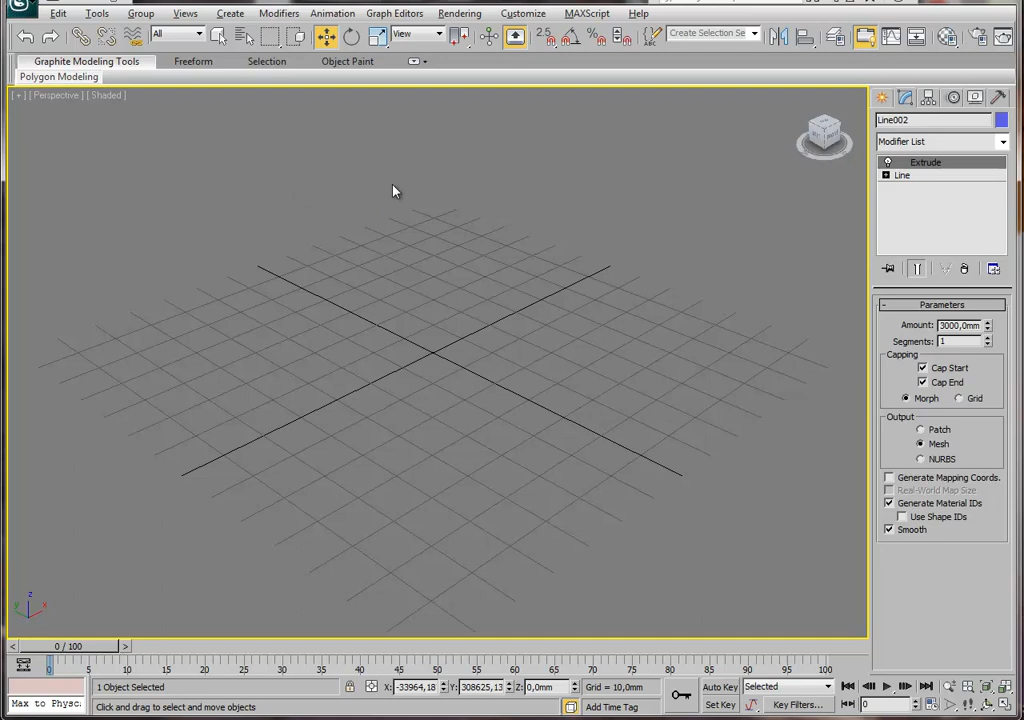 Edit Tools Group Views Create Modifiers Animation Graph Editors Rendering Customize MAXScript Help
All View 2.5 % ABC Create Selection Se
Graphite Modeling Tools Freeform Selection Object Paint
Polygon Modeling
[ + ] [ Perspective ] [ Shaded ]
Line002
Modifier List
Extrude
Line
Parameters
Amount: 3000,0mm
Segments: 1
Capping
Cap Start
Cap End
Morph Grid
Output
Patch
Mesh
NURBS
Generate Mapping Coords.
Real-World Map Size
Generate Material IDs
Use Shape IDs
Smooth
z
y x
< 0 / 100 >
0 5 10 15 20 25 30 35 40 45 50 55 60 65 70 75 80 85 90 95 100
1 Object Selected X: -33964,18 Y: 308625,13 Z: 0,0mm Grid = 10,0mm Auto Key Selected
Max to Physc: Click and drag to select and move objects Add Time Tag Set Key Key Filters... 0